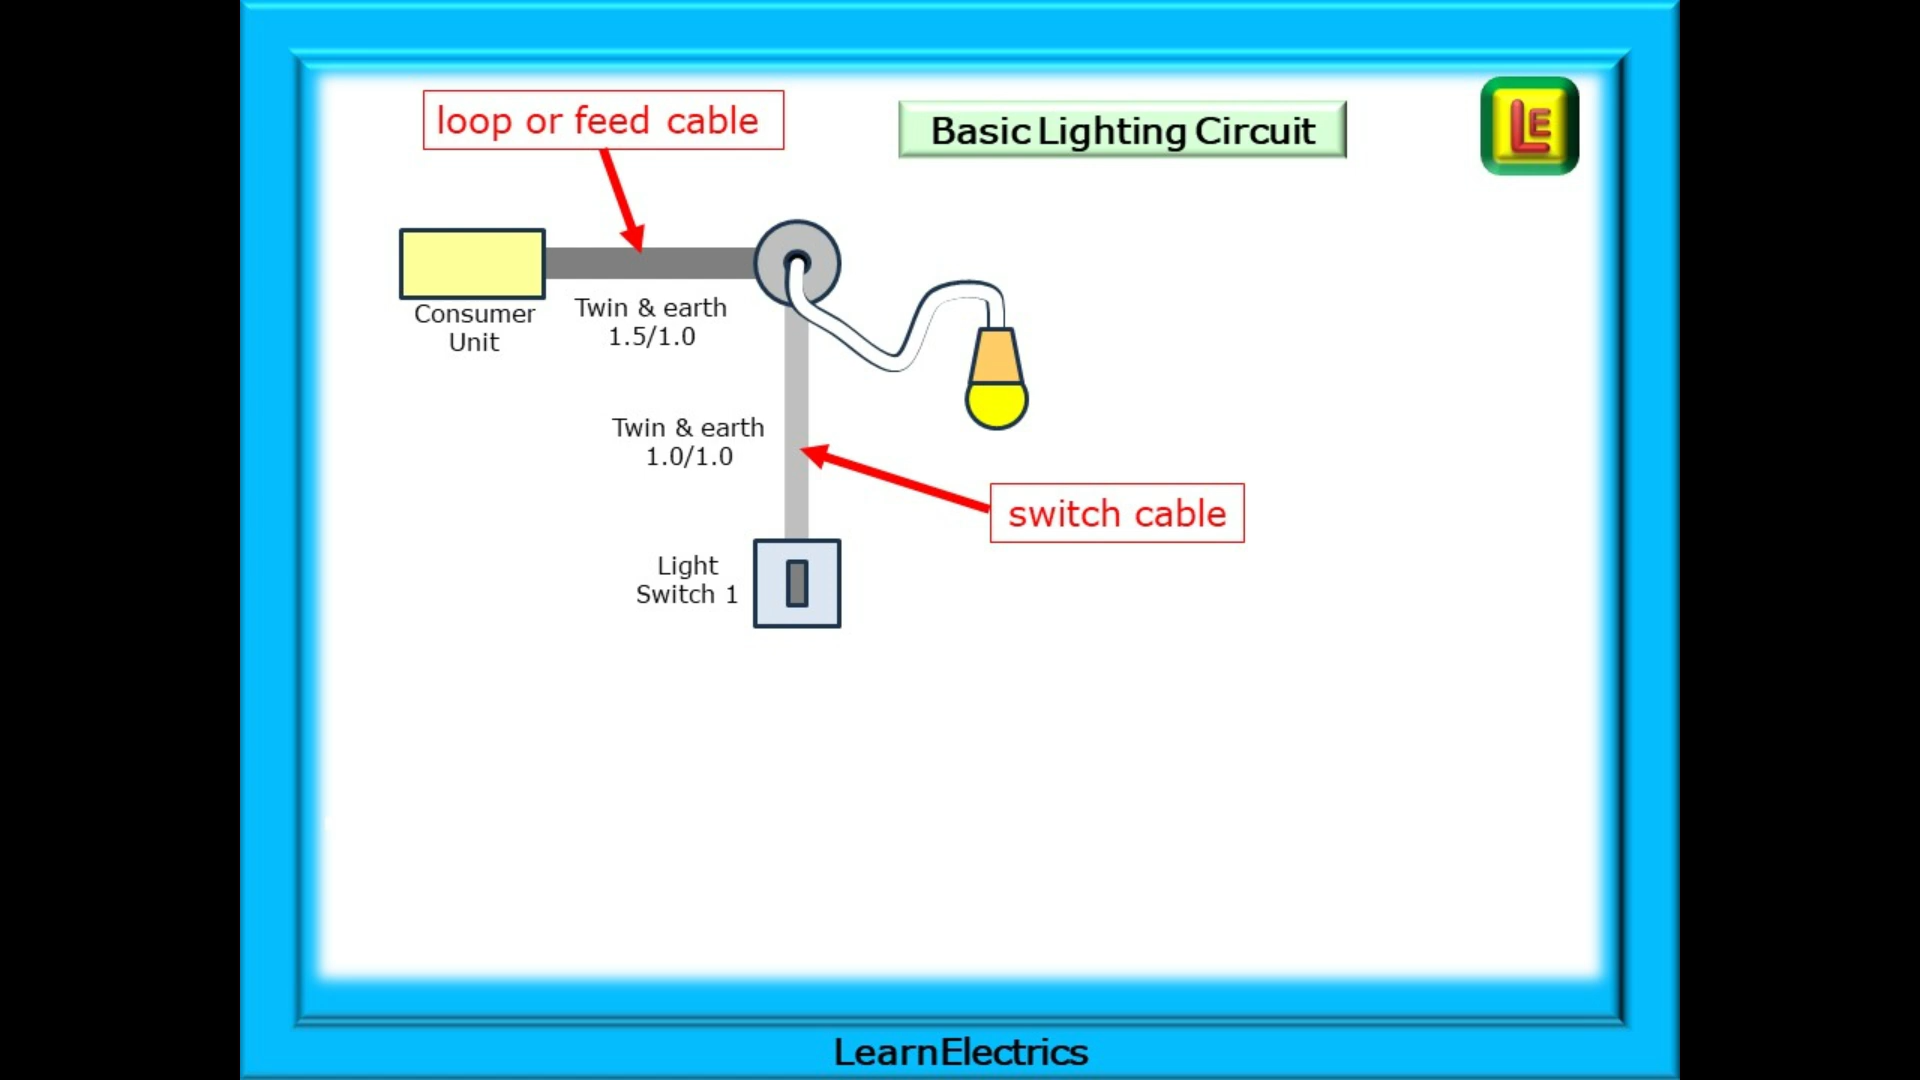 loop or feed cable
Basic Lighting Circuit
LE
Consumer
Unit
Twin & earth
1.5/1.0
Twin & earth
1.0/1.0
switch cable
Light
Switch 1
LearnElectrics